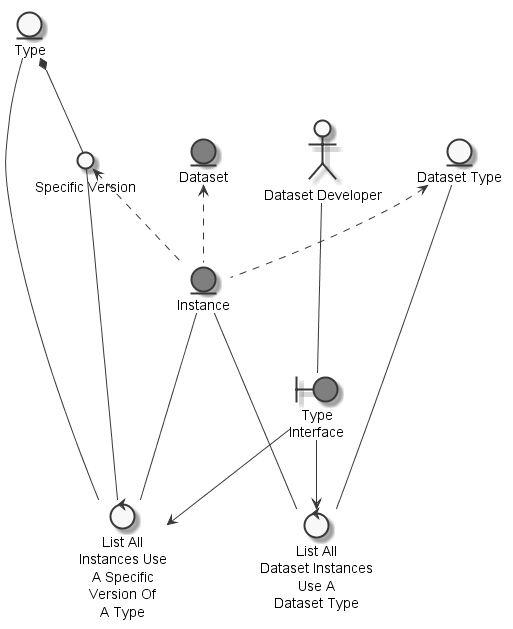 Type
Specific Version
Dataset
Dataset Developer
Dataset Type
Instance
Type
Interface
List All
Instances Use
A Specific
Version Of
A Type
List All
Dataset Instances
Use A
Dataset Type